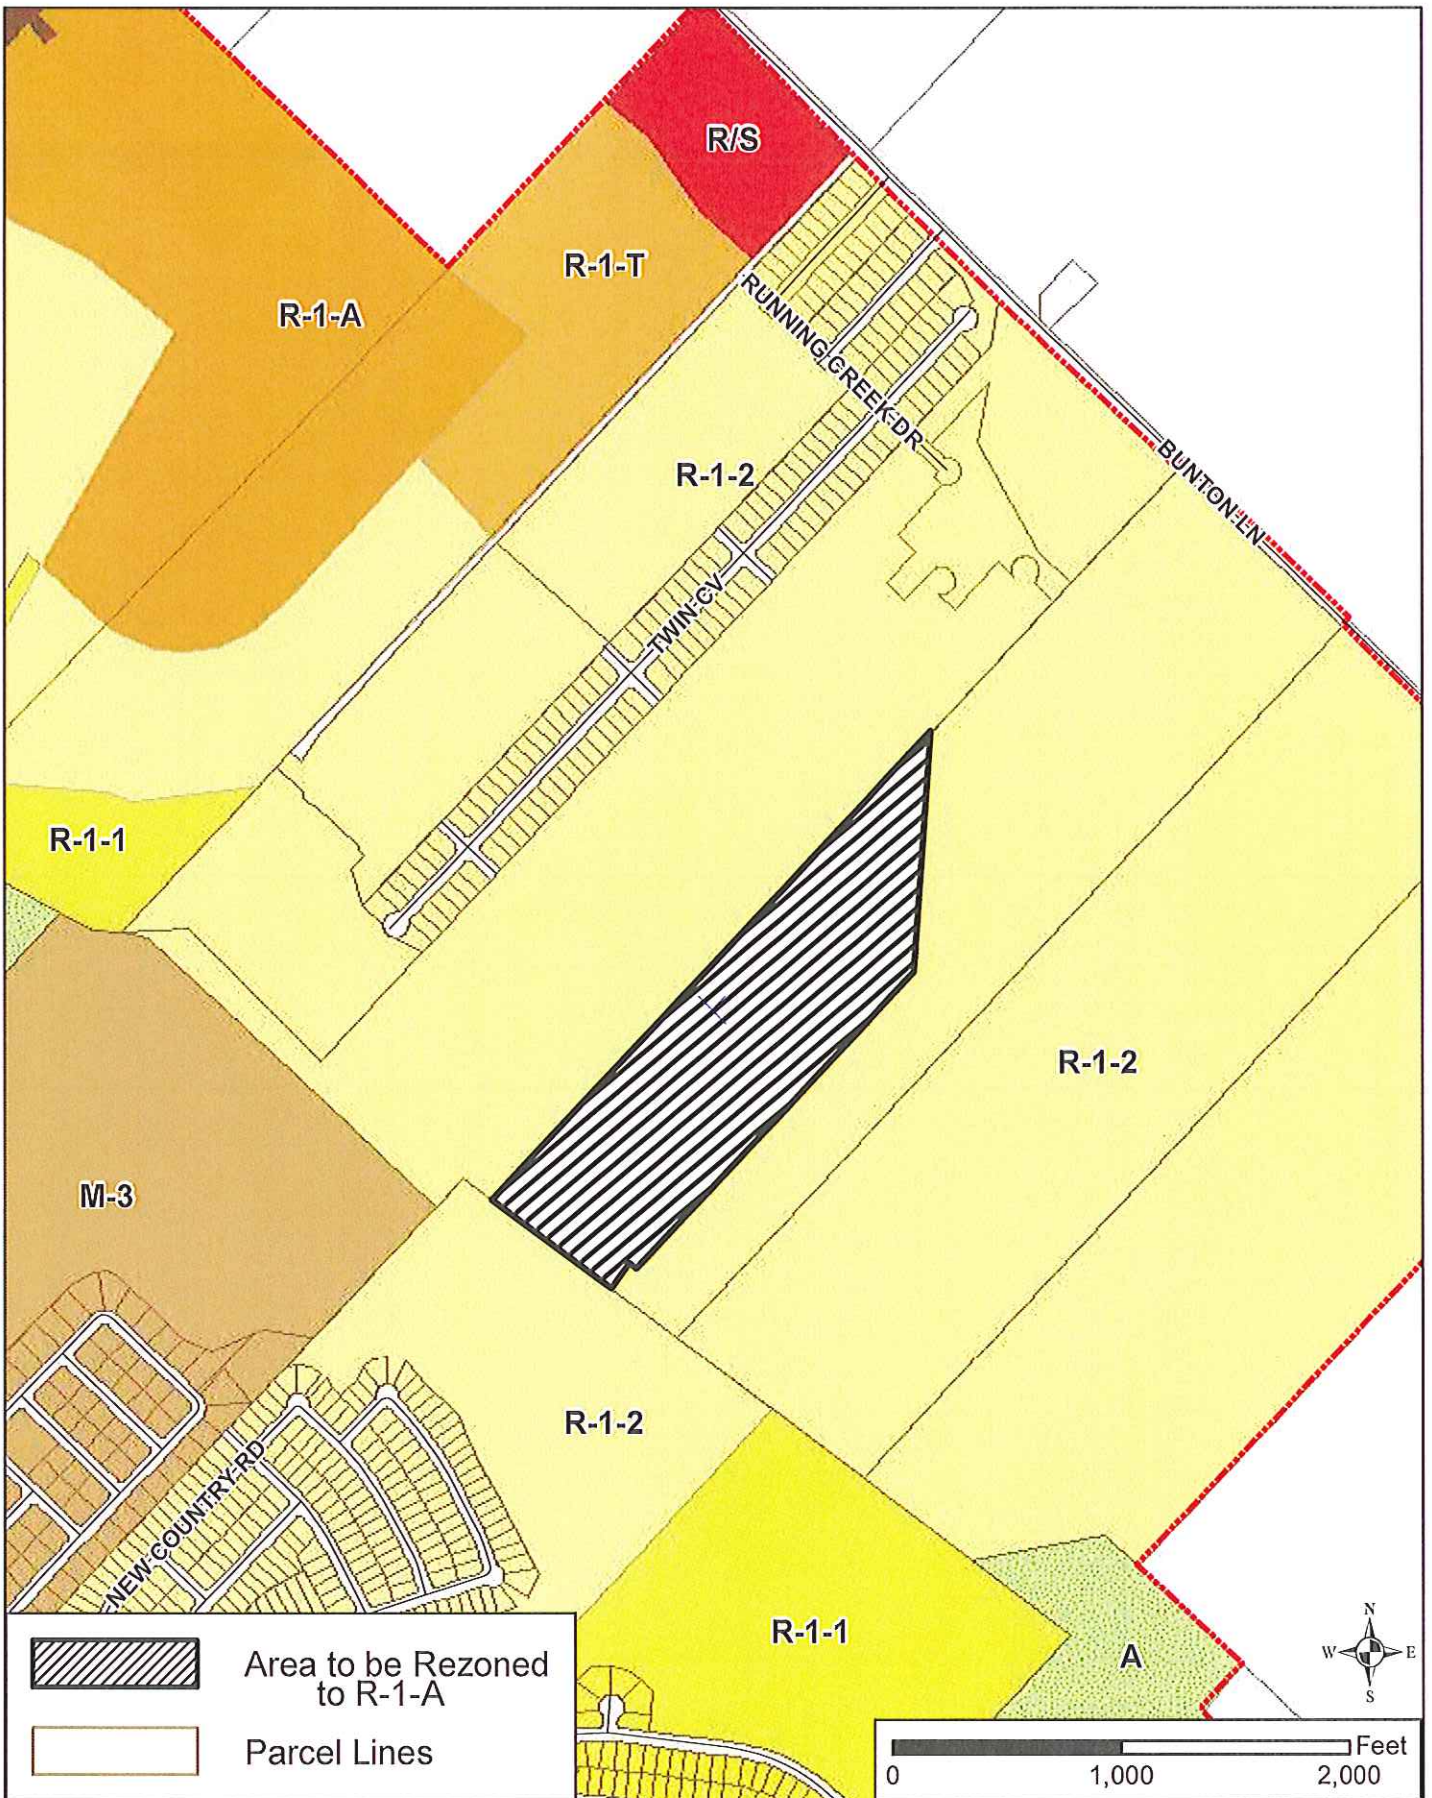 R/S
R-1-T
R-1-A
RUNNING CREEK DR
R-1-2
BUNTON LN
TWIN CV
R-1-1
R-1-2
M-3
R-1-2
NEW COUNTRY RD
R-1-1
A
N
W E
S
Area to be Rezoned
to R-1-A
Parcel Lines
Feet
0 1,000 2,000